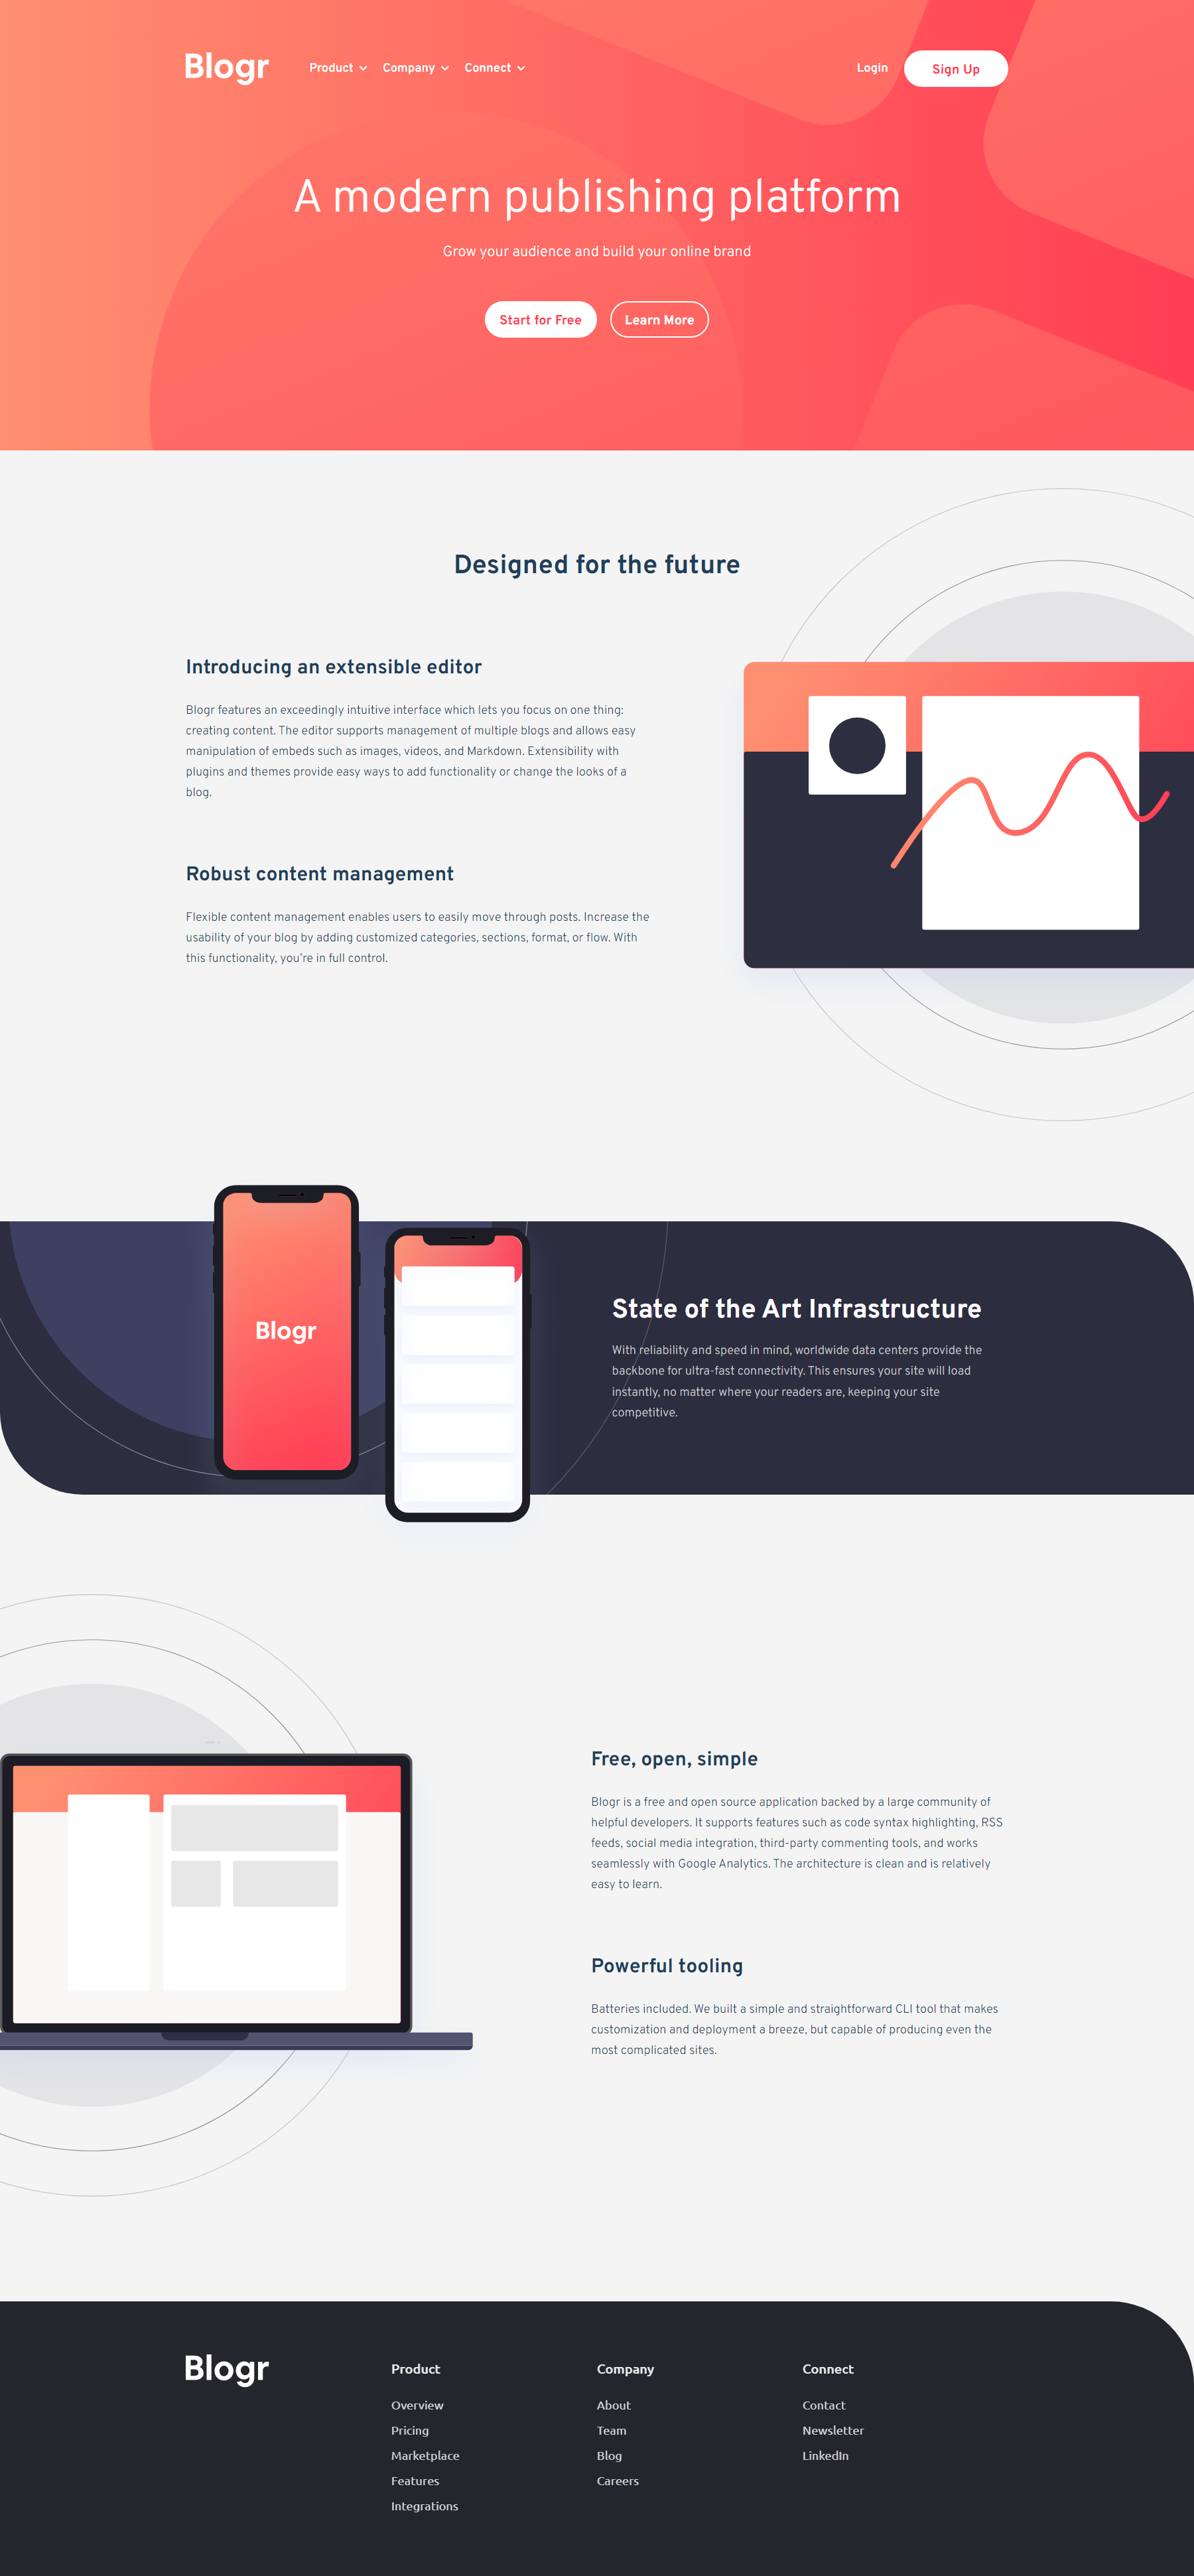 Blogr
Product Company Connect
Login Sign Up
A modern publishing platform
Grow your audience and build your online brand
Start for Free Learn More
Designed for the future
Introducing an extensible editor
Blogr features an exceedingly intuitive interface which lets you focus on one thing:
creating content. The editor supports management of multiple blogs and allows easy
manipulation of embeds such as images, videos, and Markdown. Extensibility with
plugins and themes provide easy ways to add functionality or change the looks of a
blog.
Robust content management
Flexible content management enables users to easily move through posts. Increase the
usability of your blog by adding customized categories, sections, format, or flow. With
this functionality, you’re in full control.
Blogr
State of the Art Infrastructure
With reliability and speed in mind, worldwide data centers provide the
backbone for ultra-fast connectivity. This ensures your site will load
instantly, no matter where your readers are, keeping your site
competitive.
Free, open, simple
Blogr is a free and open source application backed by a large community of
helpful developers. It supports features such as code syntax highlighting, RSS
feeds, social media integration, third-party commenting tools, and works
seamlessly with Google Analytics. The architecture is clean and is relatively
easy to learn.
Powerful tooling
Batteries included. We built a simple and straightforward CLI tool that makes
customization and deployment a breeze, but capable of producing even the
most complicated sites.
Blogr
Product
Overview
Pricing
Marketplace
Features
Integrations
Company
About
Team
Blog
Careers
Connect
Contact
Newsletter
LinkedIn